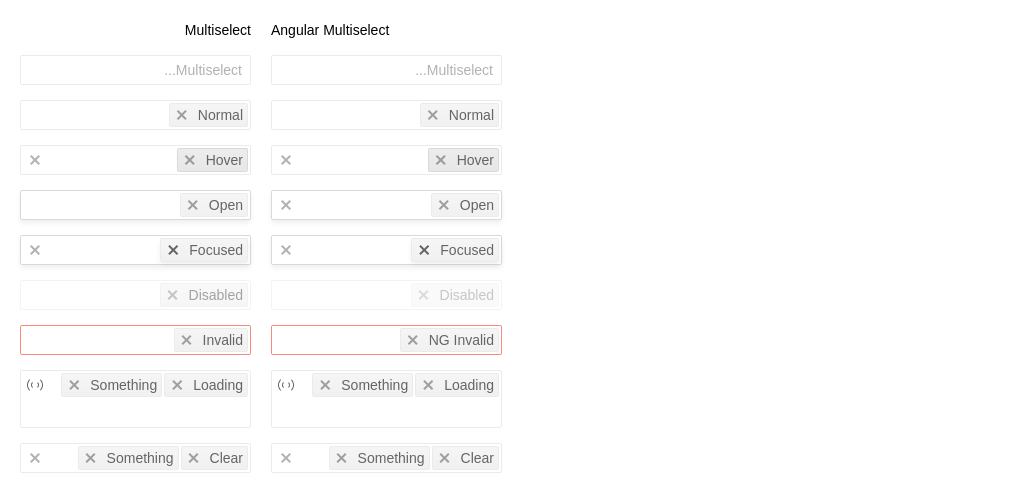 Multiselect Angular Multiselect
...Multiselect ...Multiselect
Normal Normal
Hover Hover
Open Open
Focused Focused
Disabled Disabled
Invalid NG Invalid
Something Loading Something Loading
Something Clear Something Clear